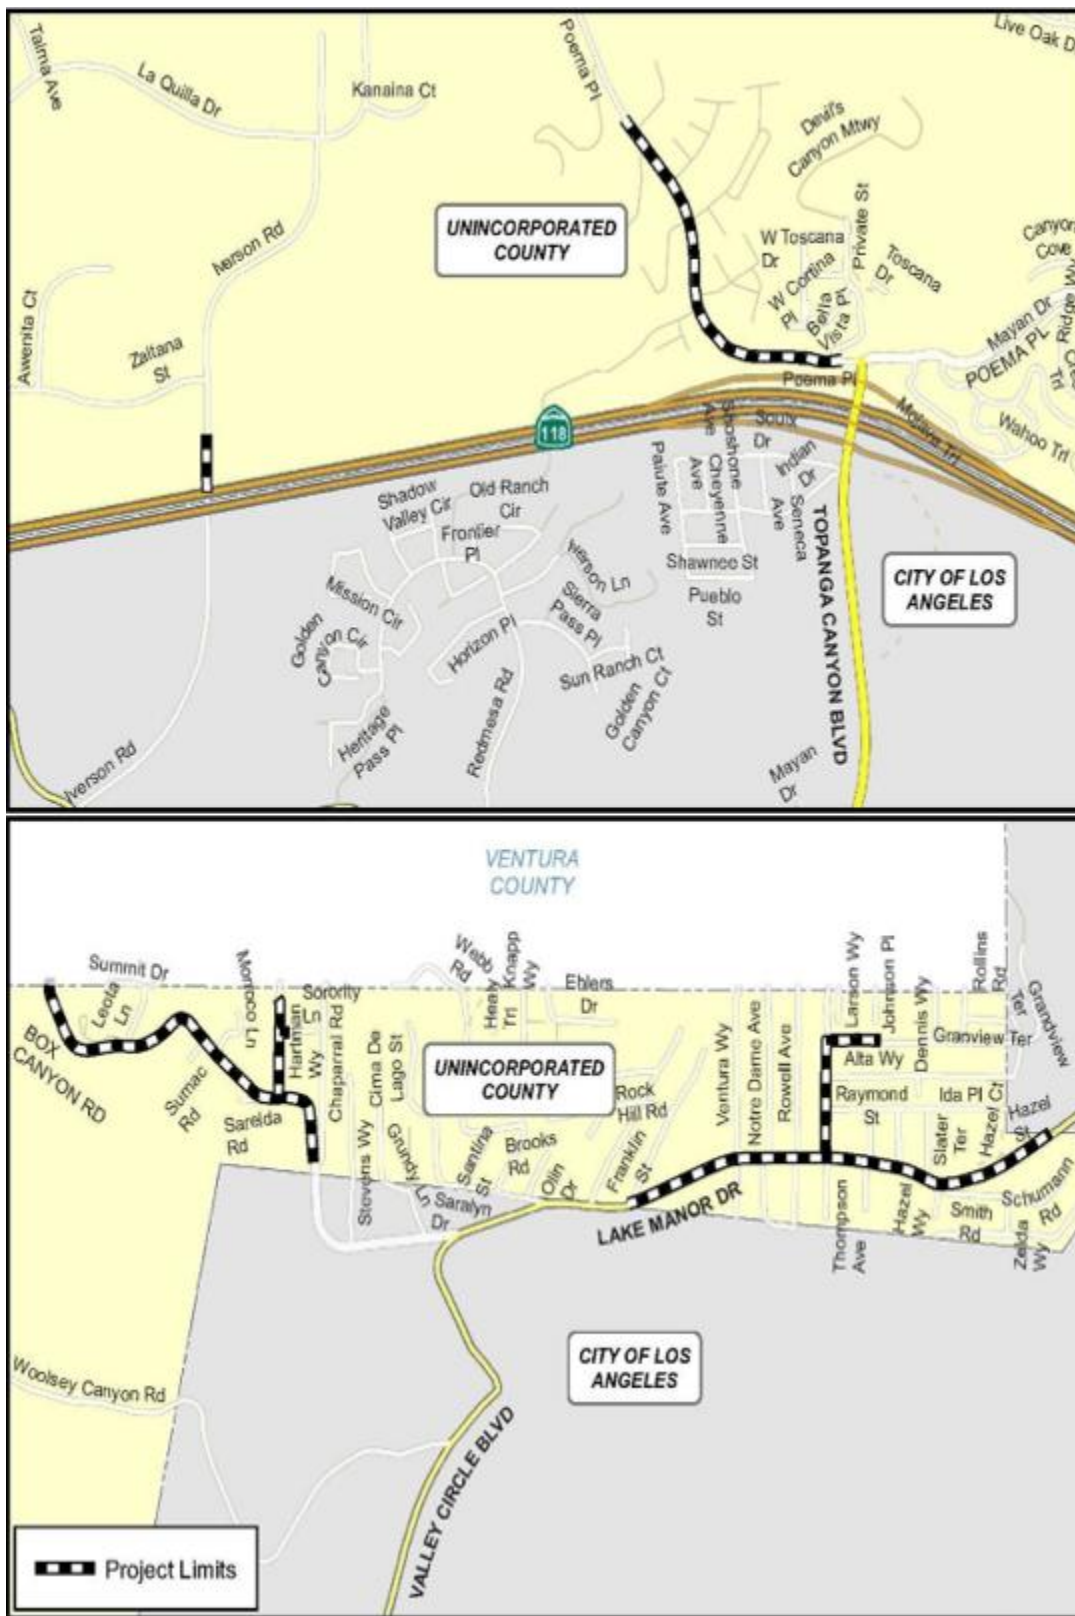 Taima Ave
La Quilla Dr
Kanaina Ct
Poema Pl
Live Oak D
Devil's
Canyon Mtwy
Private St
W Toscana
Dr
Toscana
Dr
W Cortina
Pl
Bella
Vista Pl
Canyon
Cove
Ridge W
Mayan Dr
POEMA PL
Trl
Wahoo Trl
UNINCORPORATED
COUNTY
Iverson Rd
Awenita Ct
Zaltana
St
Poema Pl
Mojave Trl
118
Shoshone
Ave
Soux
Dr
Indian
Dr
Paiute Ave
Cheyenne
Ave
Seneca
Ave
Shadow
Valley Cir
Old Ranch
Cir
Frontier
Pl
Iverson Ln
Shawnee St
Pueblo
St
TOPANGA CANYON BLVD
CITY OF LOS
ANGELES
Mission Cir
Golden
Canyon Cir
Horizon Pl
Sierra
Pass Pl
Sun Ranch Ct
Golden
Canyon Ct
Heritage
Pass Pl
Redmesa Rd
Iverson Rd
Mayan
Dr
VENTURA
COUNTY
Summit Dr
Leota
Ln
Morroco Ln
Hartman
Wy
Sorority
Ln
Chaparral Rd
Cima De
Lago St
Webb
Rd
Healy
Trl
Knapp
Wy
Ehlers
Dr
Ventura Wy
Notre Dame Ave
Rowell Ave
Larson Wy
Johnson Pl
Dennis Wy
Rollins
Rd
Grandview
Ter
Granview Ter
Alta Wy
BOX
CANYON RD
Sumac
Rd
Sarelda
Rd
UNINCORPORATED
COUNTY
Rock
Hill Rd
Raymond
St
Ida Pl
Hazel Ct
Hazel
St
Slater
Ter
Stevens Wy
Grundy
Ln
Santina
St
Brooks
Rd
Olin
Dr
Franklin
St
Saralyn
Dr
LAKE MANOR DR
Thompson
Ave
Hazel
Wy
Smith
Rd
Schumann
Rd
Zelda
Wy
CITY OF LOS
ANGELES
Woolsey Canyon Rd
VALLEY CIRCLE BLVD
Project Limits